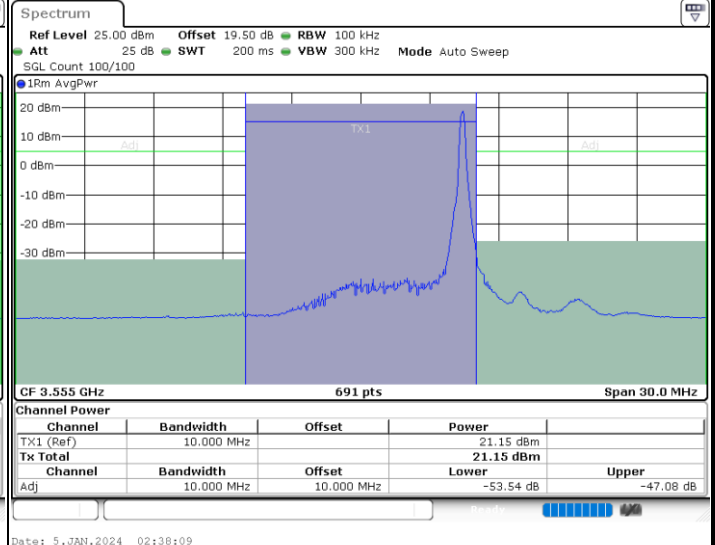 Spectrum
Ref Level 25.00 dBm Offset 19.50 dB RBW 100 kHz
Att 25 dB SWT 200 ms VBW 300 kHz Mode Auto Sweep
SGL Count 100/100
1Rm AvgPwr
20 dBm
TX1
10 dBm
Adj Adj
0 dBm
-10 dBm
-20 dBm
-30 dBm
CF 3.555 GHz 691 pts Span 30.0 MHz
Channel Power
Channel Bandwidth Offset Power
TX1 (Ref) 10.000 MHz 21.15 dBm
Tx Total 21.15 dBm
Channel Bandwidth Offset Lower Upper
Adj 10.000 MHz 10.000 MHz -53.54 dB -47.08 dB
Ready
Date: 5.JAN.2024 02:38:09